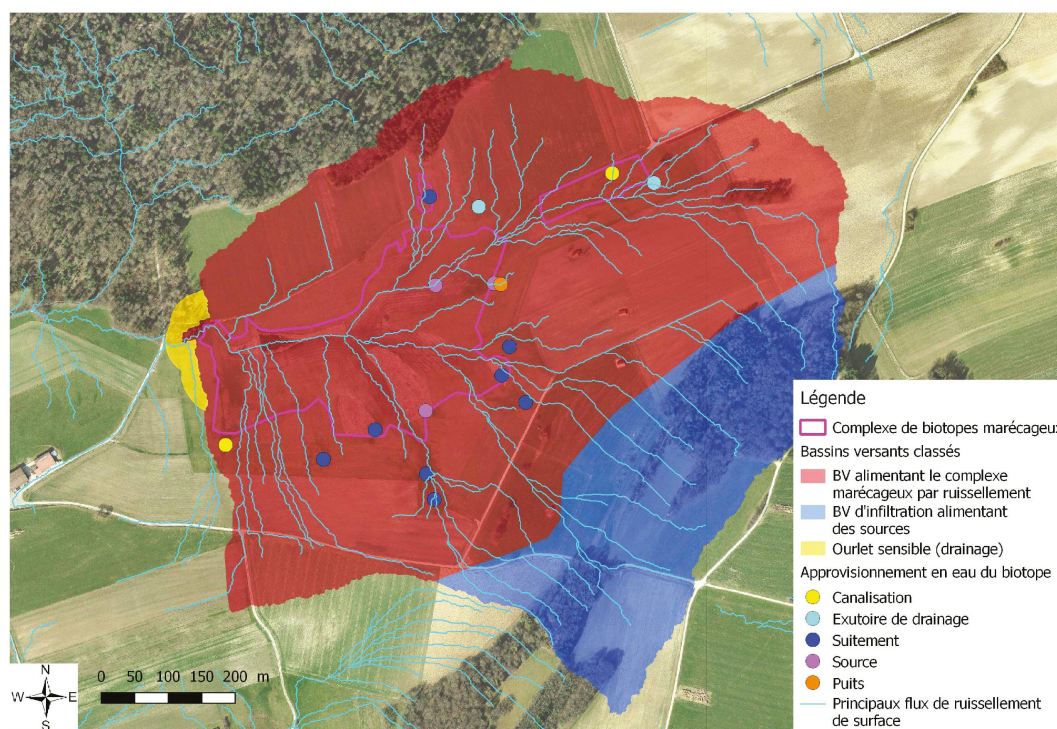 Légende
Complexe de biotopes marécageux
Bassins versants classés
BV alimentant le complexe
marécageux par ruissellement
BV d'infiltration alimentant
des sources
Ourlet sensible (drainage)
Approvisionnement en eau du biotope
Canalisation
Exutoire de drainage
Suitement
Source
Puits
Principaux flux de ruissellement
de surface
N
W E
S
0 50 100 150 200 m